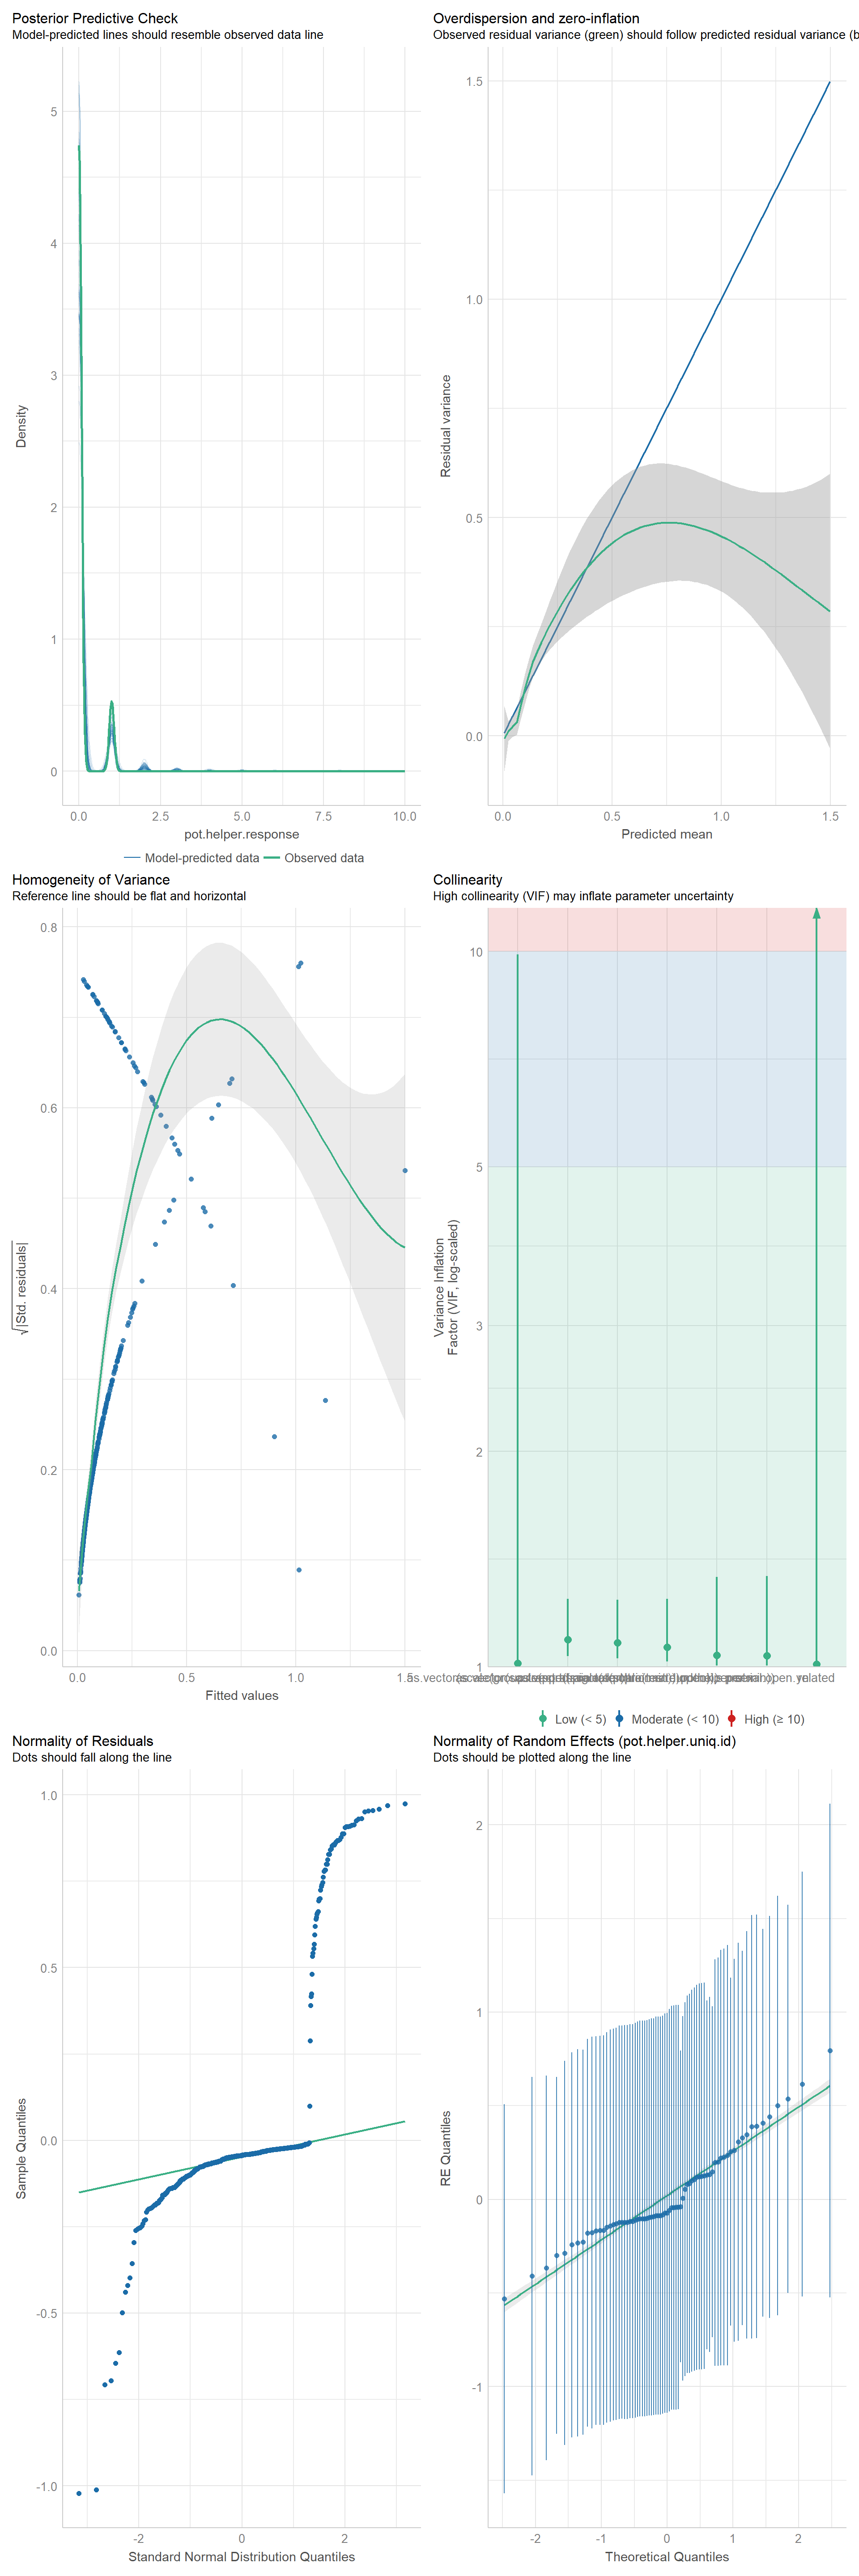 Posterior Predictive Check
Model-predicted lines should resemble observed data line
5
4
3
2
1
0
Density
0.0 2.5 5.0 7.5 10.0
pot.helper.response
Model-predicted data Observed data
Overdispersion and zero-inflation
Observed residual variance (green) should follow predicted residual variance (b
1.5
1.0
0.5
0.0
Residual variance
0.0 0.5 1.0 1.5
Predicted mean
Homogeneity of Variance
Reference line should be flat and horizontal
0.8
0.6
0.4
0.2
0.0
√|Std. residuals|
0.0 0.5 1.0 1.5
Fitted values
Collinearity
High collinearity (VIF) may inflate parameter uncertainty
10
5
3
2
1
Variance Inflation
Factor (VIF, log-scaled)
related
Low (< 5) Moderate (< 10) High (≥ 10)
Normality of Residuals
Dots should fall along the line
1.0
0.5
0.0
-0.5
-1.0
Sample Quantiles
-2 0 2
Standard Normal Distribution Quantiles
Normality of Random Effects (pot.helper.uniq.id)
Dots should be plotted along the line
2
1
0
-1
RE Quantiles
-2 -1 0 1 2
Theoretical Quantiles